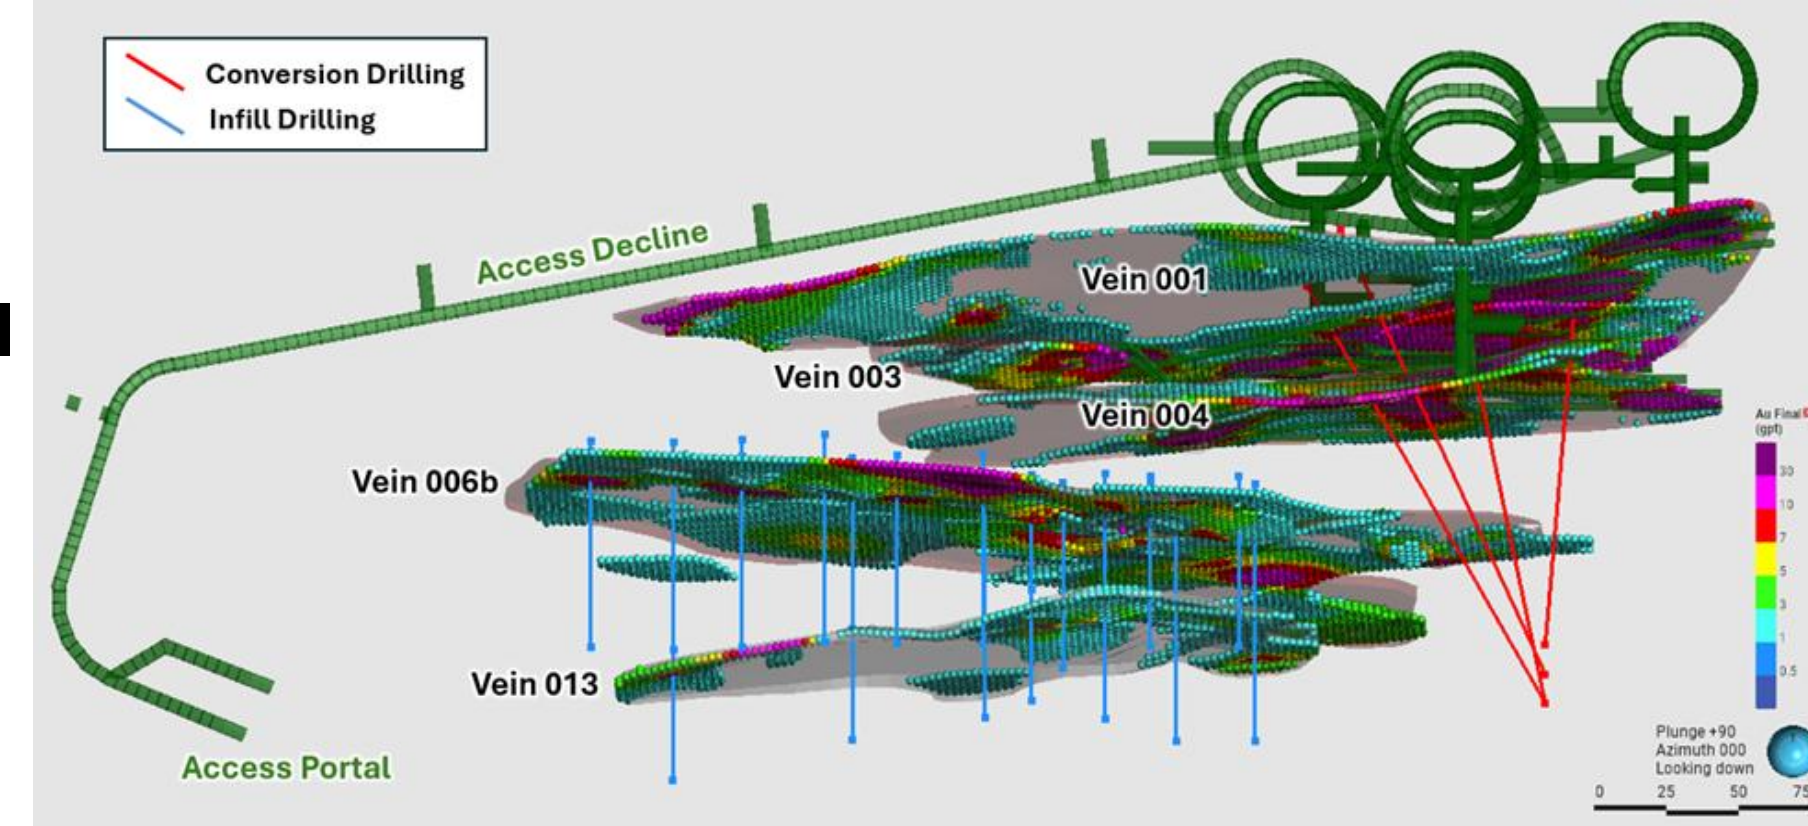 Conversion Drilling
Infill Drilling
Access Decline
Vein 001
Vein 003
Vein 004
Vein 006b
Vein 013
Access Portal
Au Final
(gpt)
30
10
7
5
3
1
0.5
Plunge +90
Azimuth 000
Looking down
0 25 50 75